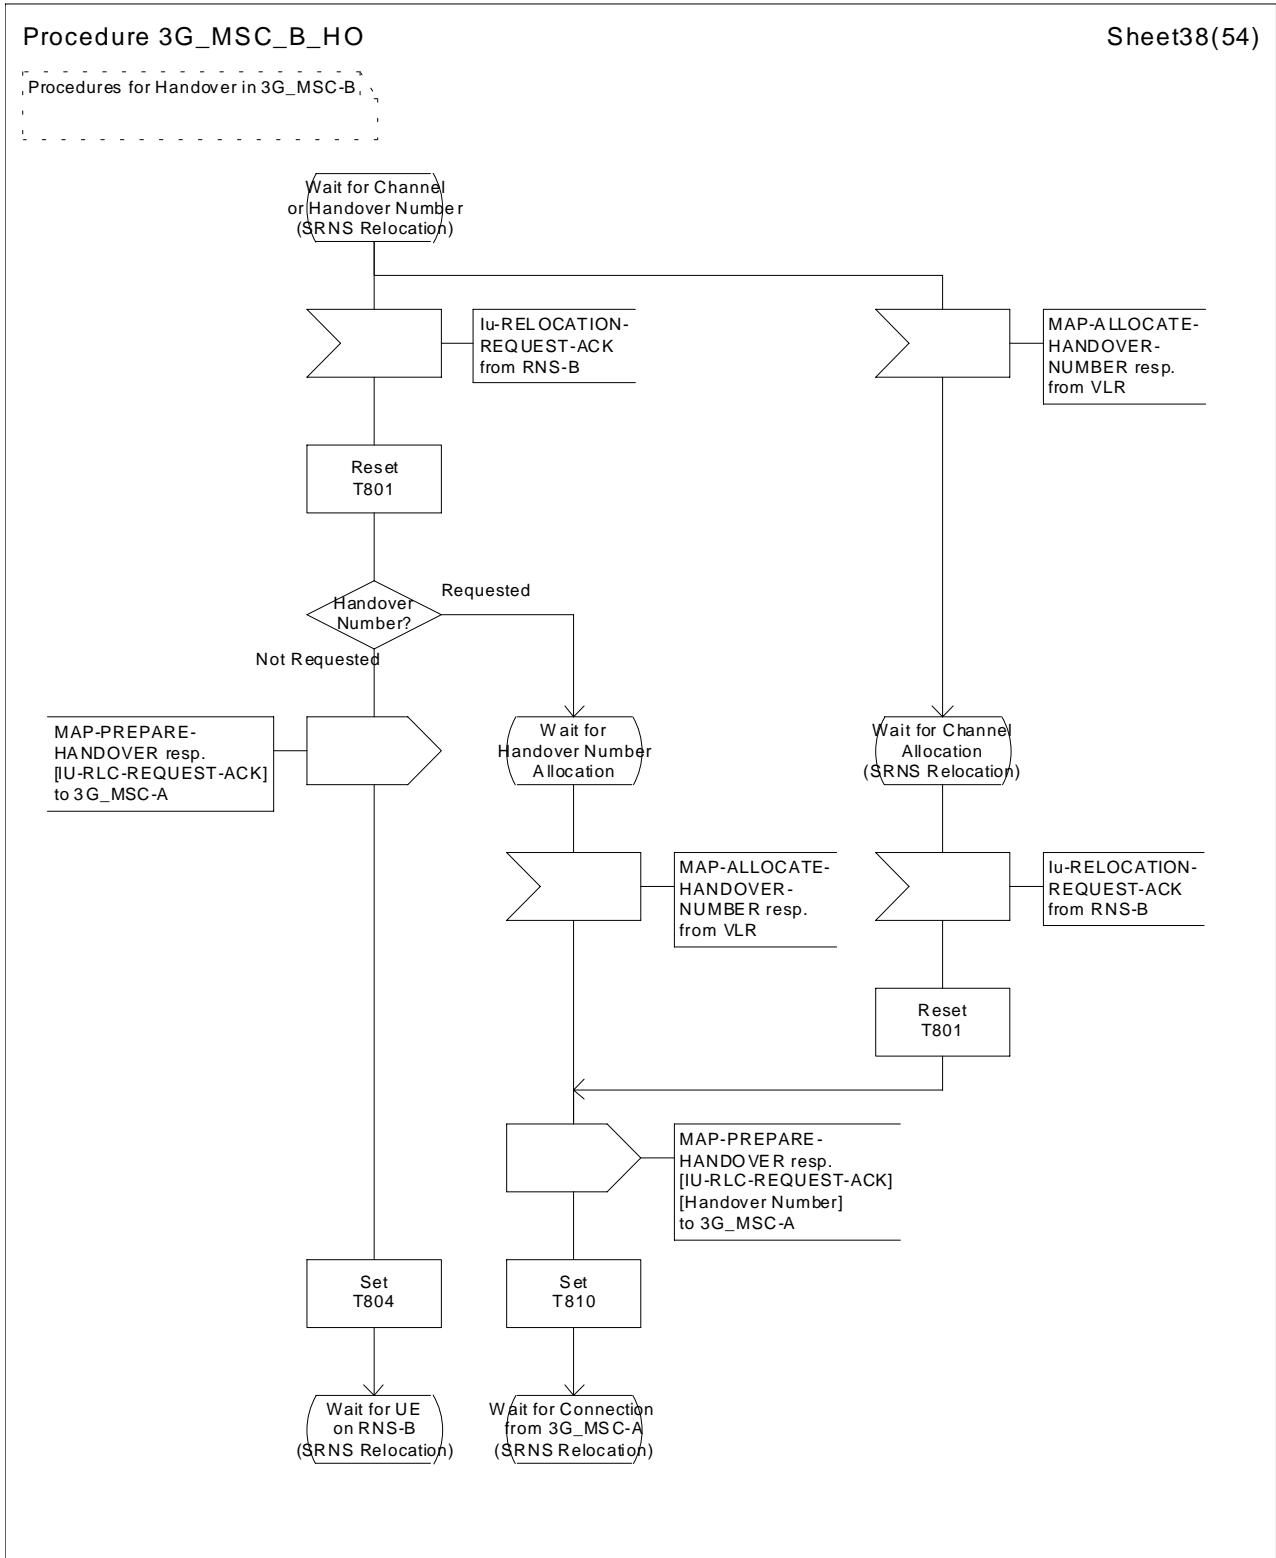 Procedure 3G_MSC_B_HO
Sheet38(54)
Procedures for Handover in 3G_MSC-B
Wait for Channel
or Handover Number
(SRNS Relocation)
Iu-RELOCATION-
REQUEST-ACK
from RNS-B
MAP-ALLOCATE-
HANDOVER-
NUMBER resp.
from VLR
Reset
T801
Handover
Number?
Requested
Not Requested
MAP-PREPARE-
HANDOVER resp.
[IU-RLC-REQUEST-ACK]
to 3G_MSC-A
Wait for
Handover Number
Allocation
Wait for Channel
Allocation
(SRNS Relocation)
MAP-ALLOCATE-
HANDOVER-
NUMBER resp.
from VLR
Iu-RELOCATION-
REQUEST-ACK
from RNS-B
Reset
T801
MAP-PREPARE-
HANDOVER resp.
[IU-RLC-REQUEST-ACK]
[Handover Number]
to 3G_MSC-A
Set
T804
Set
T810
Wait for UE
on RNS-B
(SRNS Relocation)
Wait for Connection
from 3G_MSC-A
(SRNS Relocation)